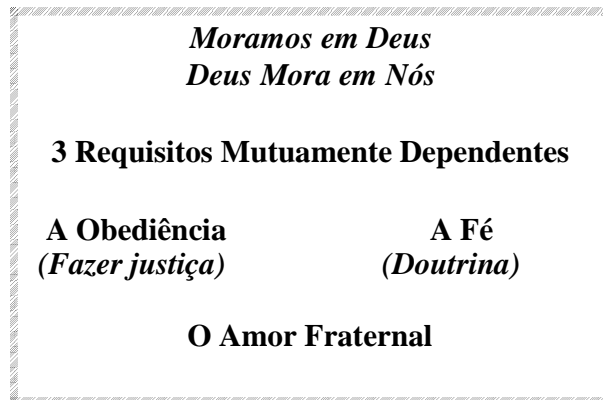 Moramos em Deus
Deus Mora em Nós
3 Requisitos Mutuamente Dependentes
A Obediência A Fé
(Fazer justiça) (Doutrina)
O Amor Fraternal